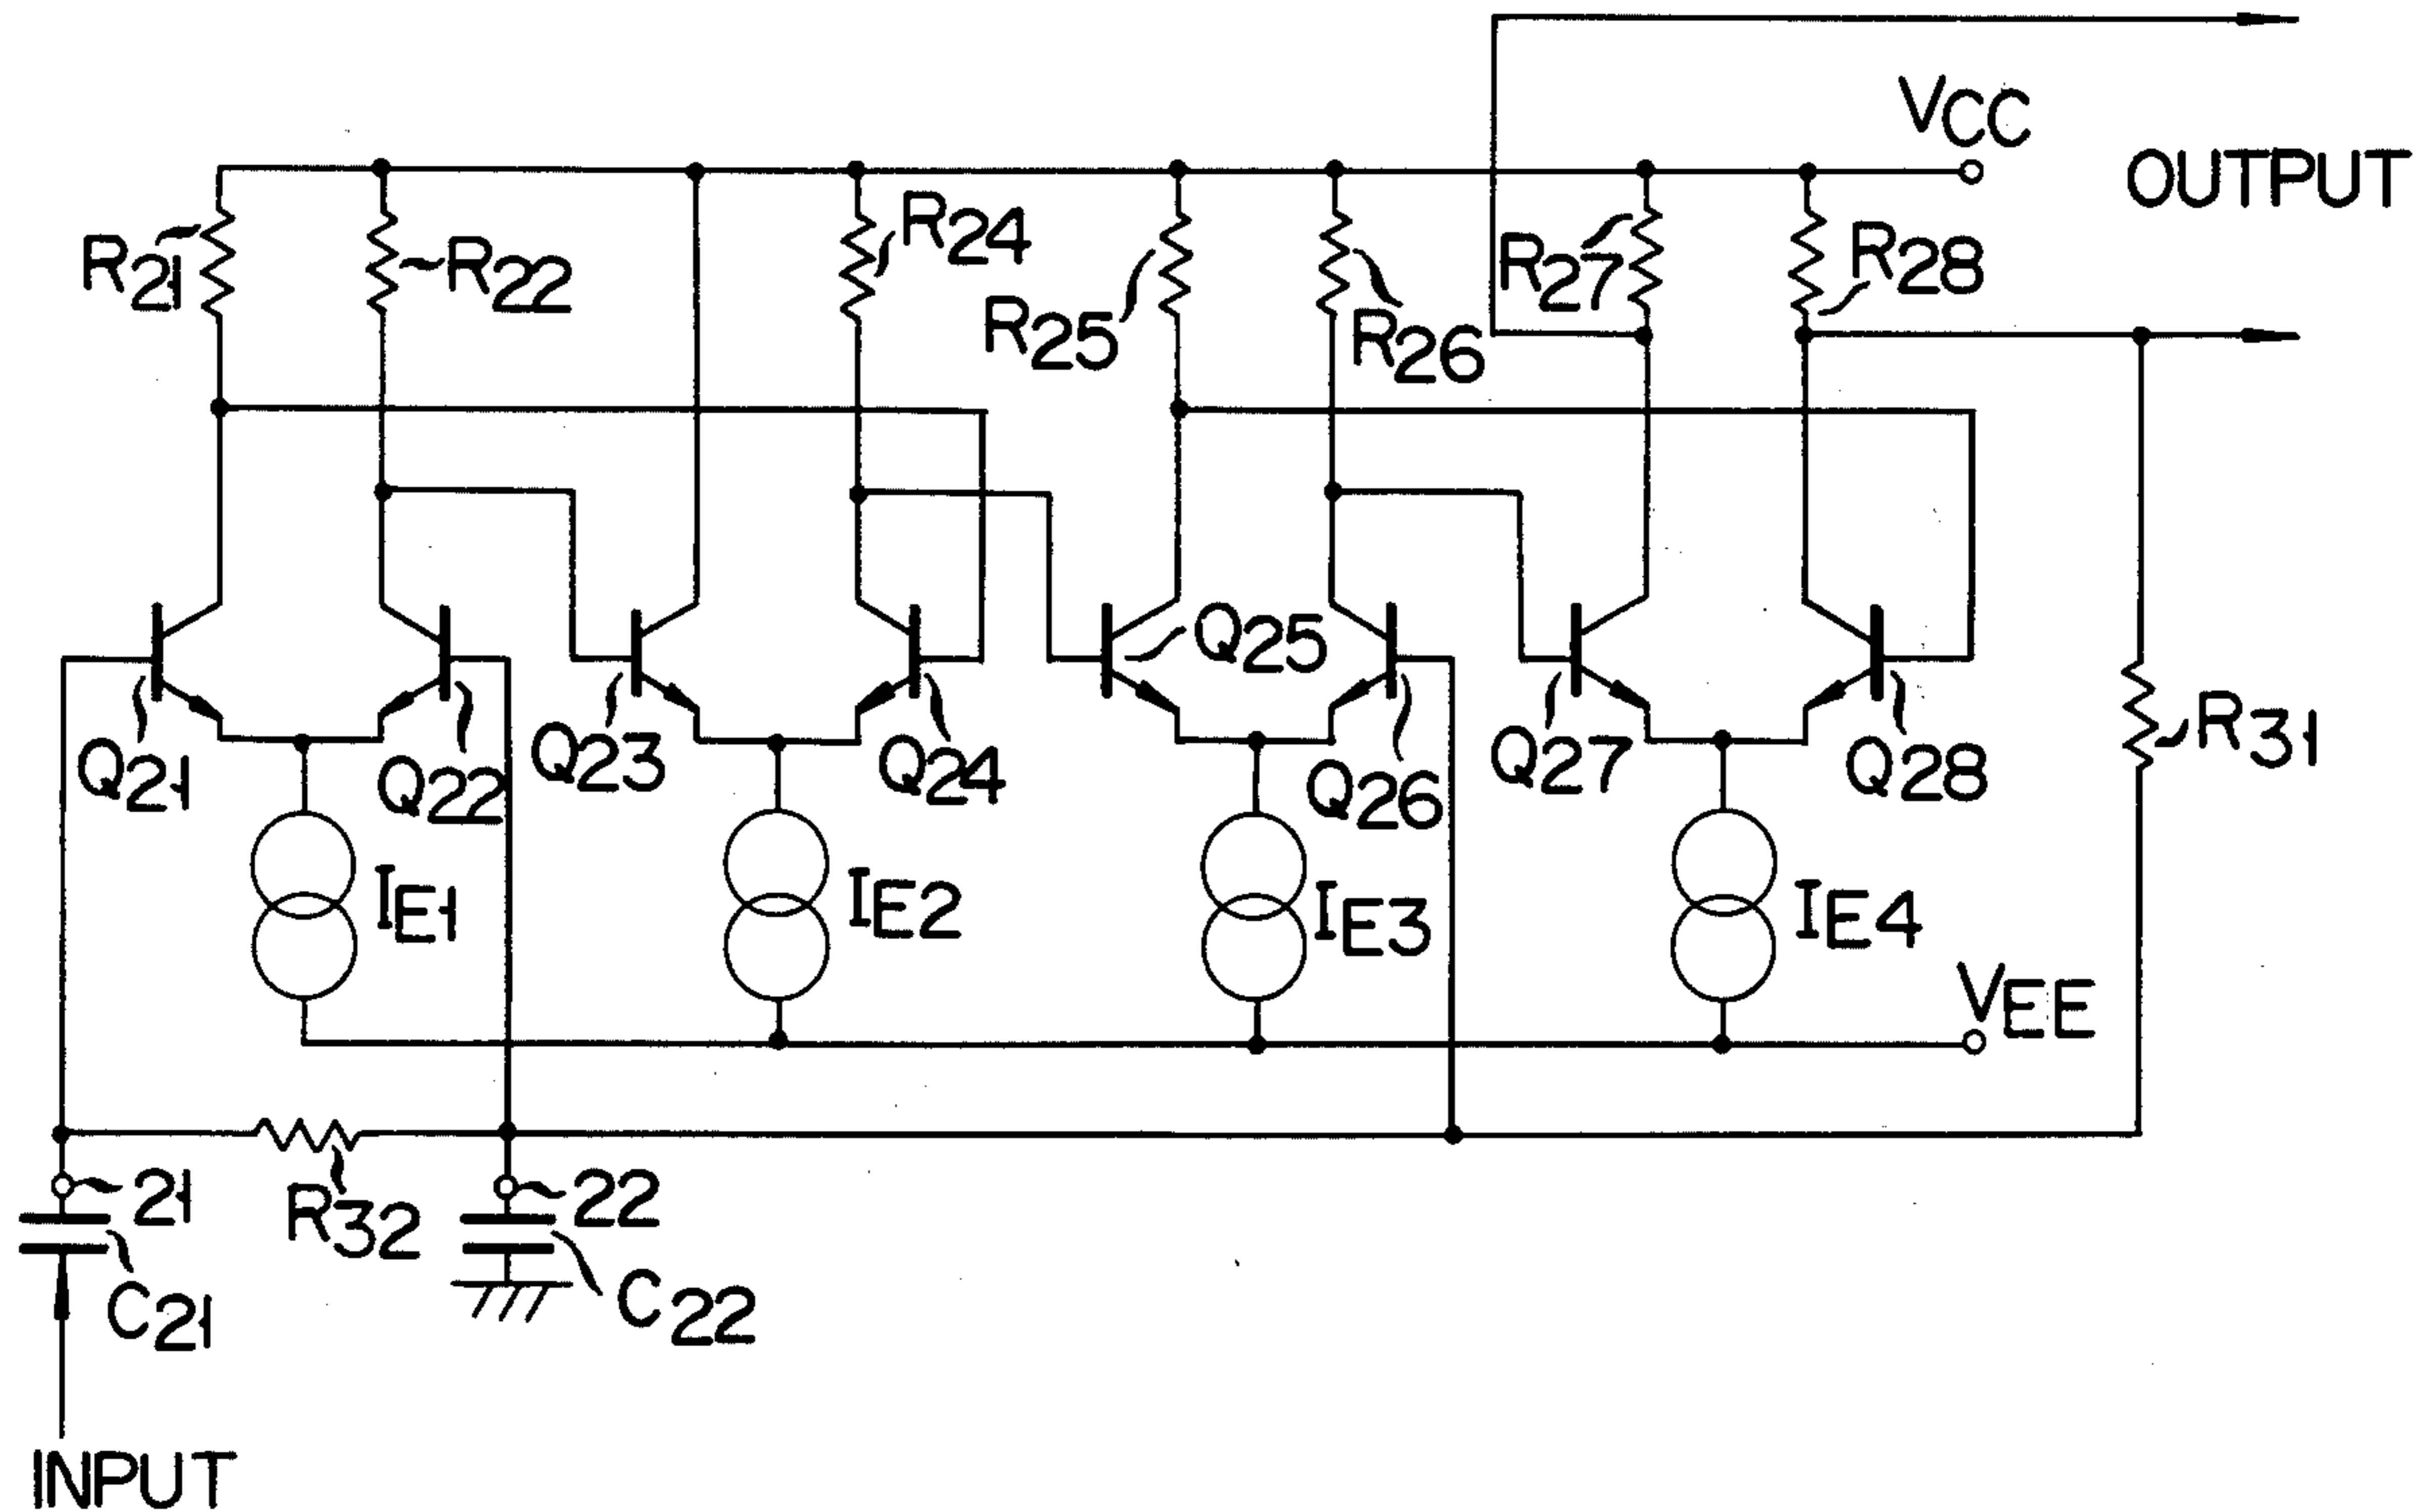 VCC
OUTPUT
R21
R22
R24
R25
R26
R27
R28
Q21
Q22
Q23
Q24
Q25
Q26
Q27
Q28
R31
IE1
IE2
IE3
IE4
VEE
21
R32
22
C21
C22
INPUT